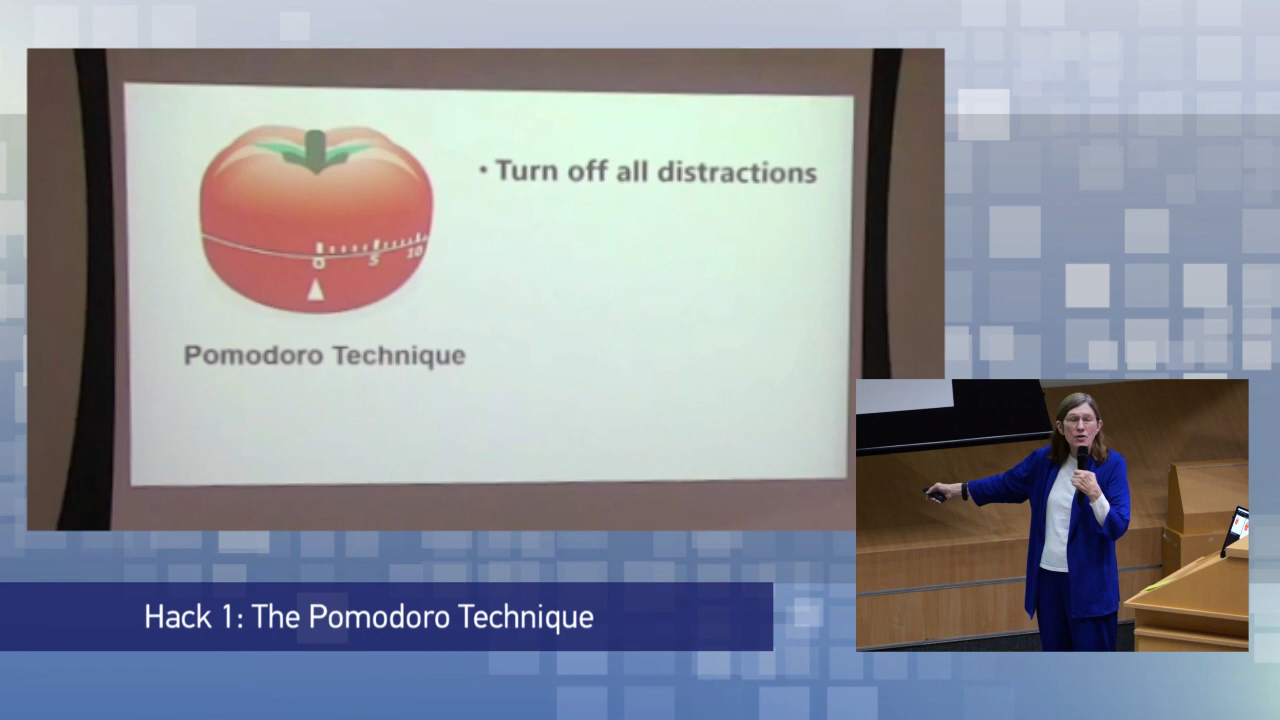 • Turn off all distractions
0 5 10
Pomodoro Technique
Hack 1: The Pomodoro Technique